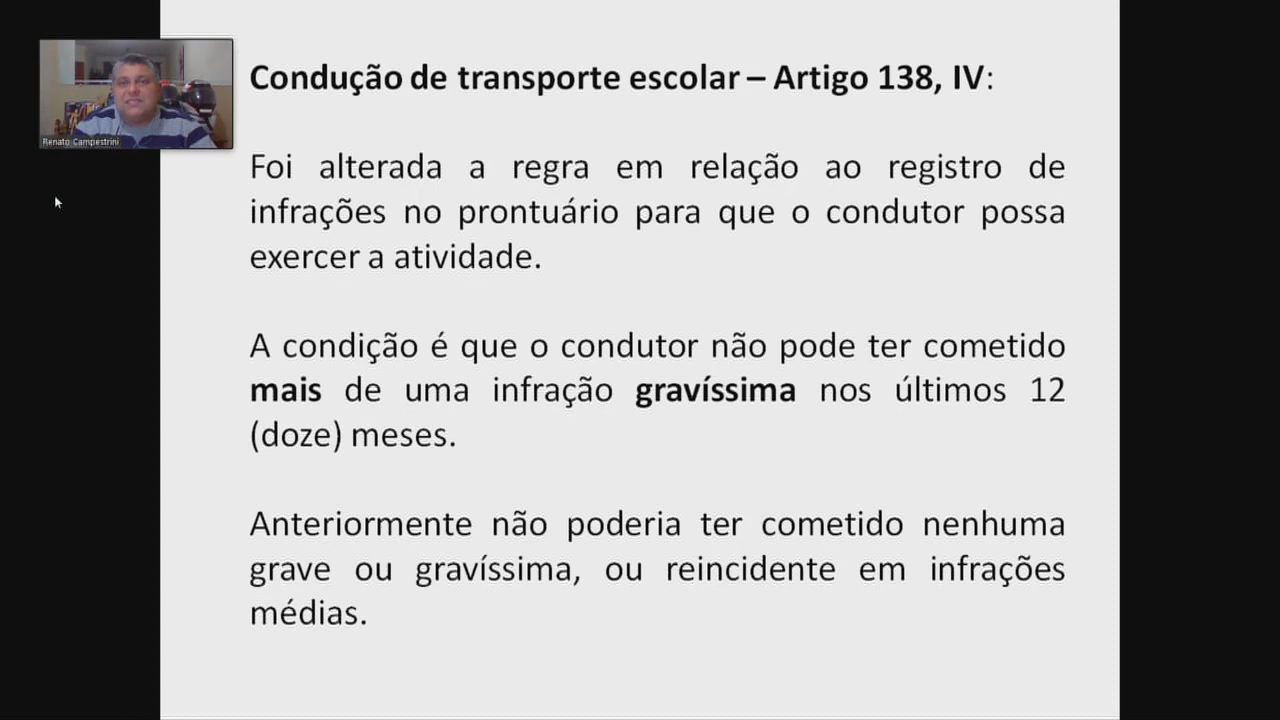 Renato Campestrini
Condução de transporte escolar – Artigo 138, IV:
Foi alterada a regra em relação ao registro de
infrações no prontuário para que o condutor possa
exercer a atividade.
A condição é que o condutor não pode ter cometido
mais de uma infração gravíssima nos últimos 12
(doze) meses.
Anteriormente não poderia ter cometido nenhuma
grave ou gravíssima, ou reincidente em infrações
médias.